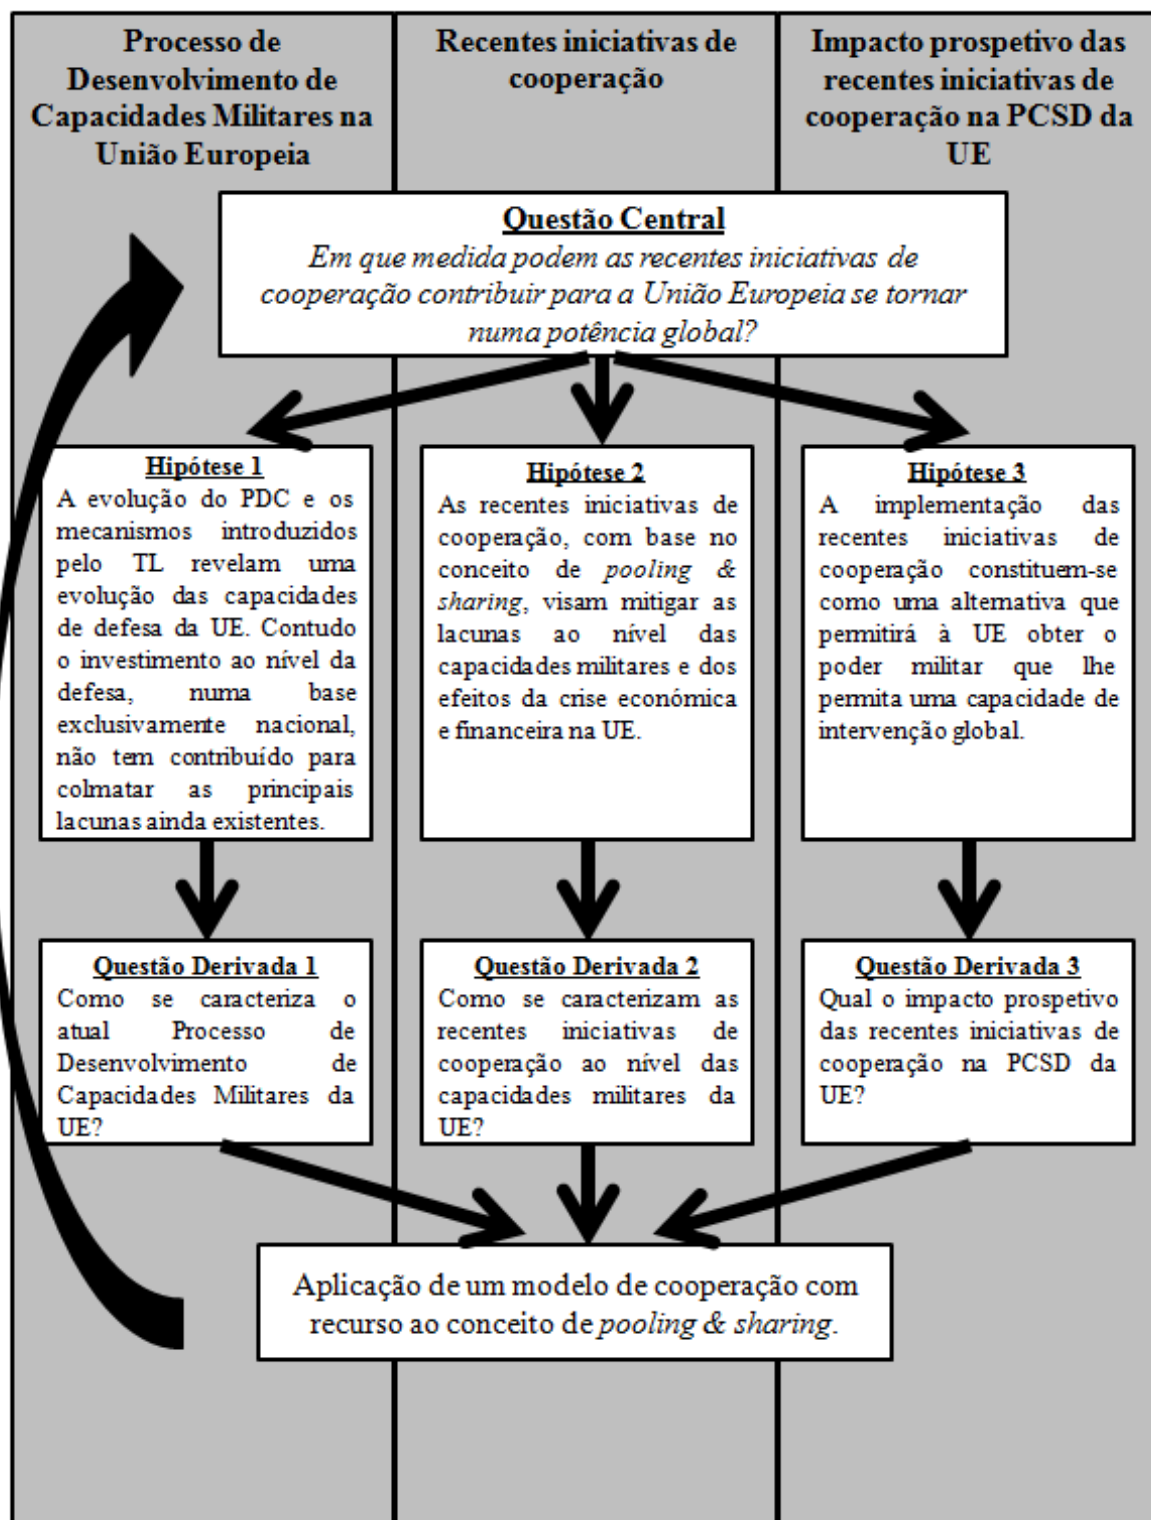 Processo de
Desenvolvimento de
Capacidades Militares na
União Europeia
Recentes iniciativas de
cooperação
Impacto prospetivo das
recentes iniciativas de
cooperação na PCSD da
UE
Questão Central
Em que medida podem as recentes iniciativas de
cooperação contribuir para a União Europeia se tornar
numa potência global?
Hipótese 1
A evolução do PDC e os
mecanismos introduzidos
pelo TL revelam uma
evolução das capacidades
de defesa da UE. Contudo
o investimento ao nível da
defesa, numa base
exclusivamente nacional,
não tem contribuído para
colmatar as principais
lacunas ainda existentes.
Hipótese 2
As recentes iniciativas de
cooperação, com base no
conceito de pooling &
sharing, visam mitigar as
lacunas ao nível das
capacidades militares e dos
efeitos da crise económica
e financeira na UE.
Hipótese 3
A implementação das
recentes iniciativas de
cooperação constituem-se
como uma alternativa que
permitirá à UE obter o
poder militar que lhe
permita uma capacidade de
intervenção global.
Questão Derivada 1
Como se caracteriza o
atual Processo de
Desenvolvimento de
Capacidades Militares da
UE?
Questão Derivada 2
Como se caracterizam as
recentes iniciativas de
cooperação ao nível das
capacidades militares da
UE?
Questão Derivada 3
Qual o impacto prospetivo
das recentes iniciativas de
cooperação na PCSD da
UE?
Aplicação de um modelo de cooperação com
recurso ao conceito de pooling & sharing.